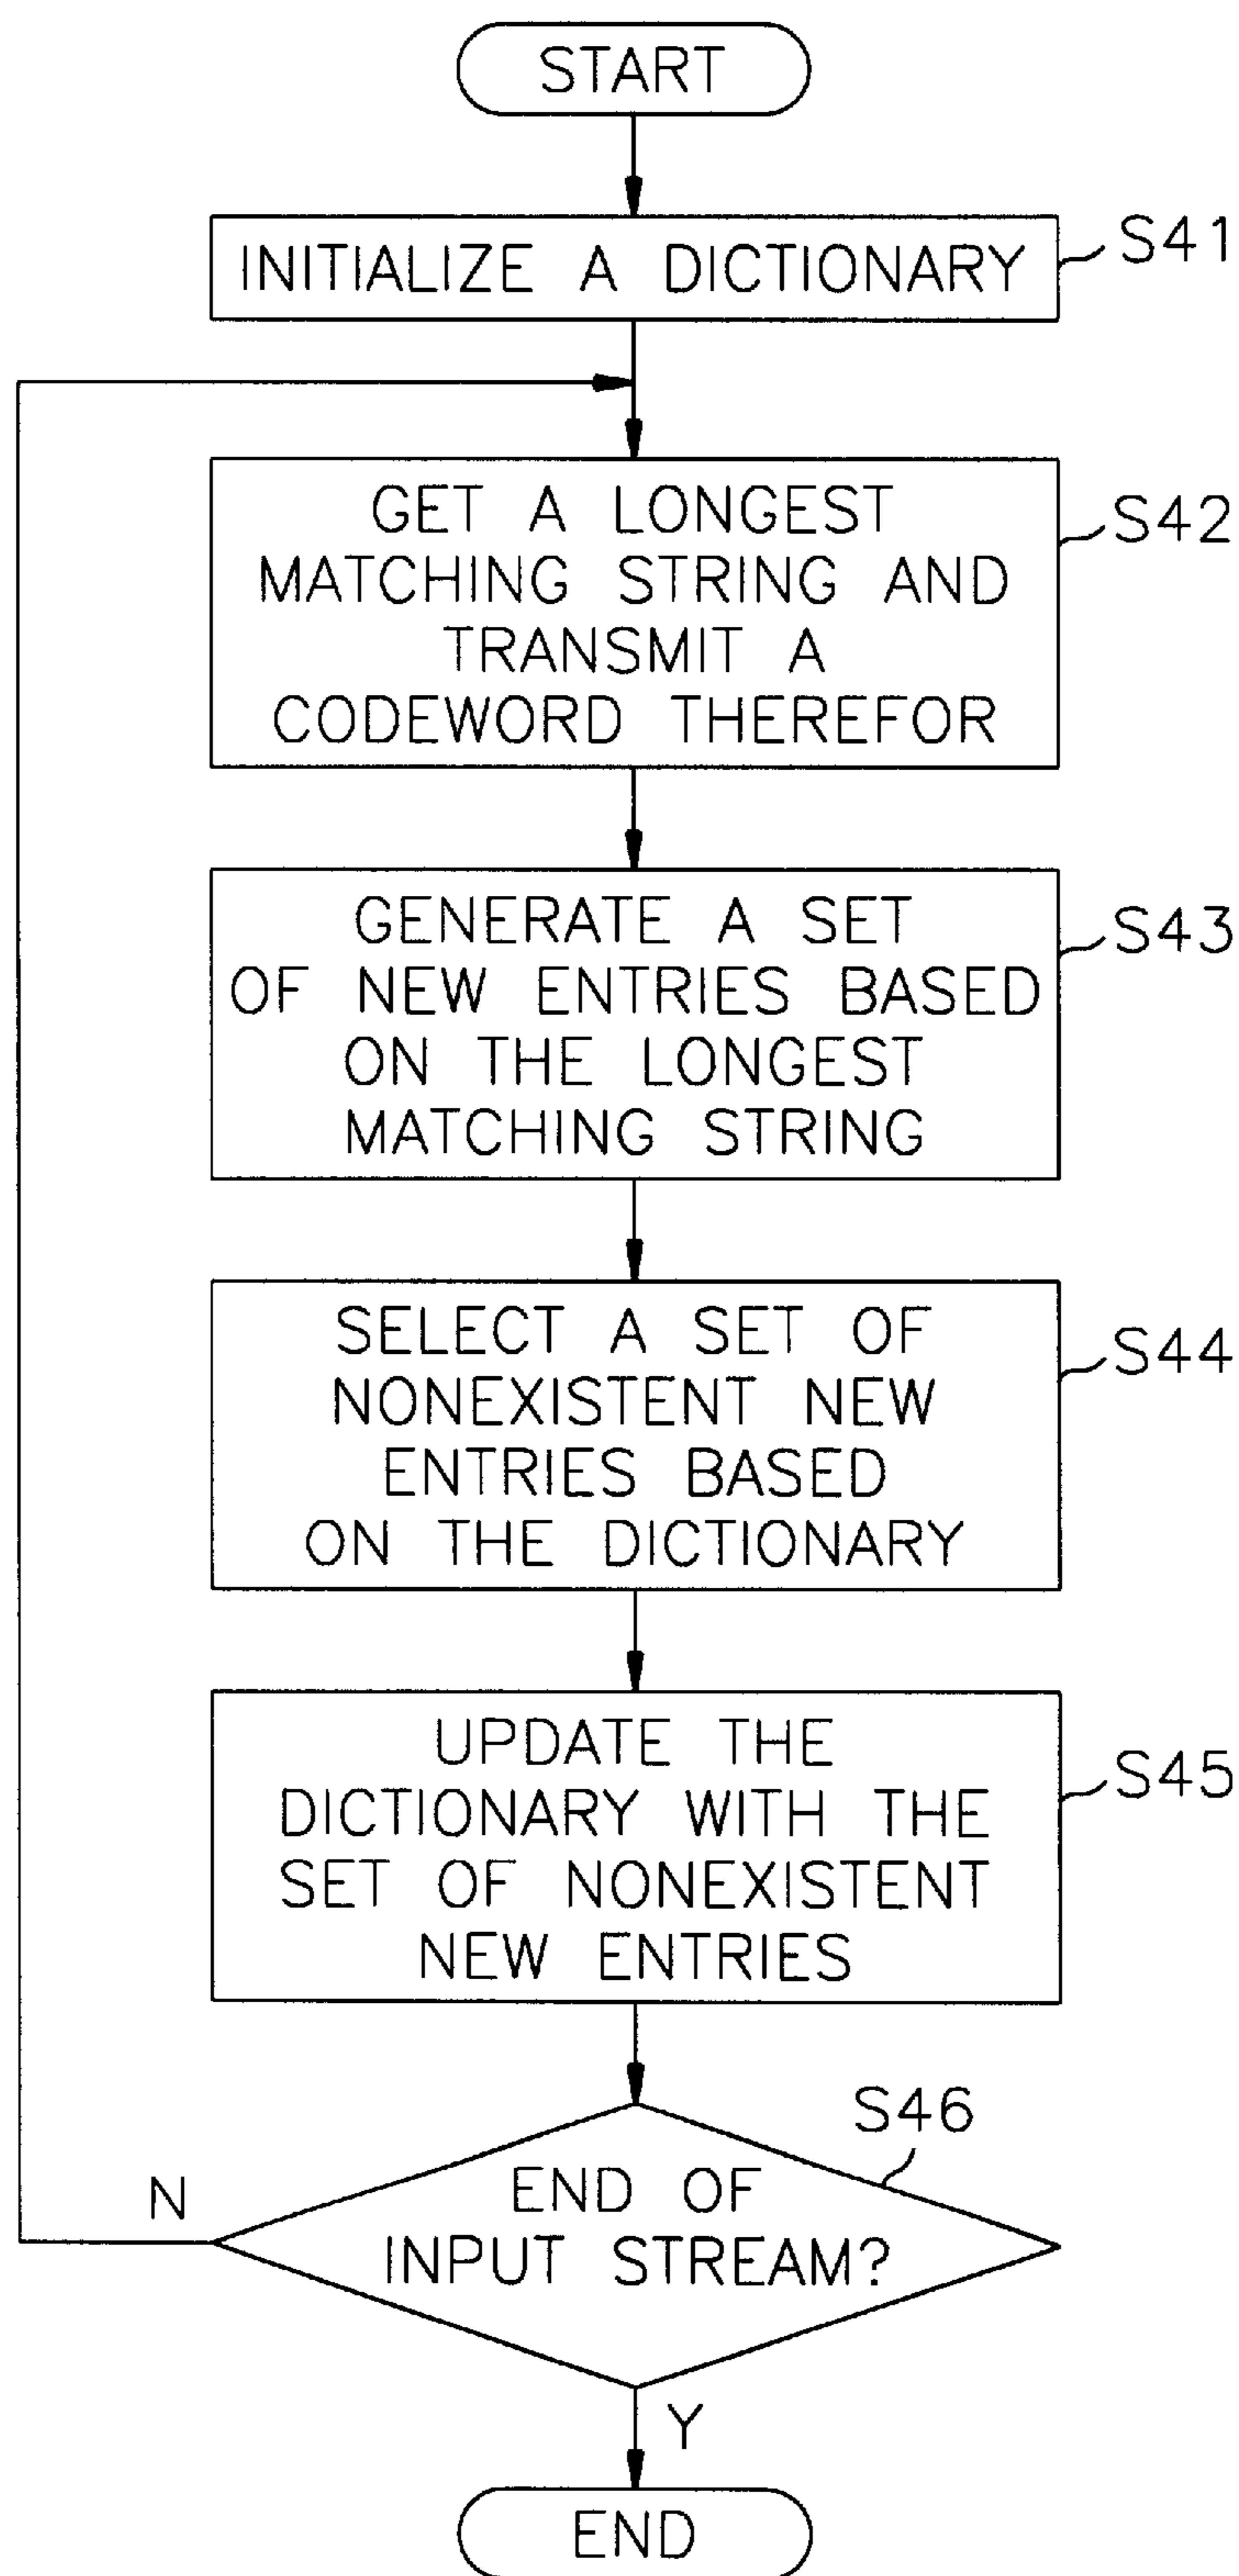 START
INITIALIZE A DICTIONARY
S41
GET A LONGEST
MATCHING STRING AND
TRANSMIT A
CODEWORD THEREFOR
S42
GENERATE A SET
OF NEW ENTRIES BASED
ON THE LONGEST
MATCHING STRING
S43
SELECT A SET OF
NONEXISTENT NEW
ENTRIES BASED
ON THE DICTIONARY
S44
UPDATE THE
DICTIONARY WITH THE
SET OF NONEXISTENT
NEW ENTRIES
S45
S46
N
END OF
INPUT STREAM?
Y
END